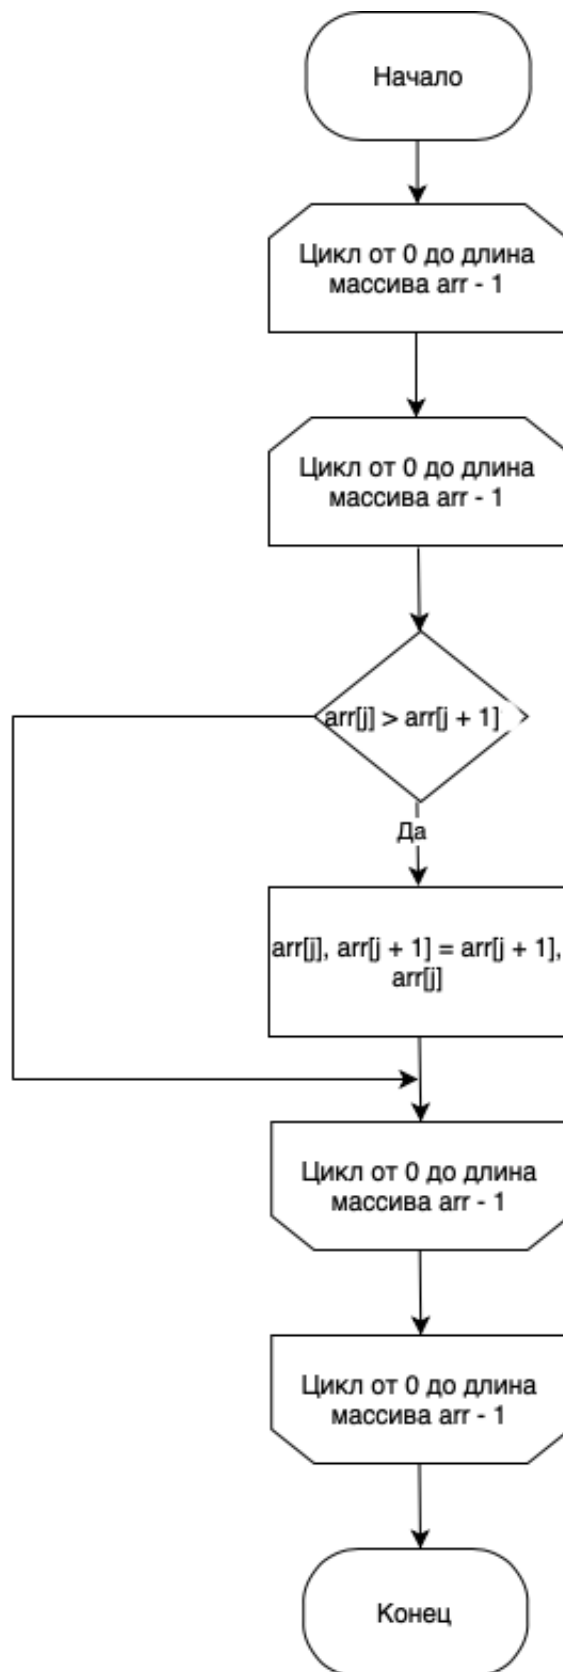 Начало
Цикл от 0 до длина
массива arr - 1
Цикл от 0 до длина
массива arr - 1
arr[j] > arr[j + 1]
Да
arr[j], arr[j + 1] = arr[j + 1],
arr[j]
Цикл от 0 до длина
массива arr - 1
Цикл от 0 до длина
массива arr - 1
Конец